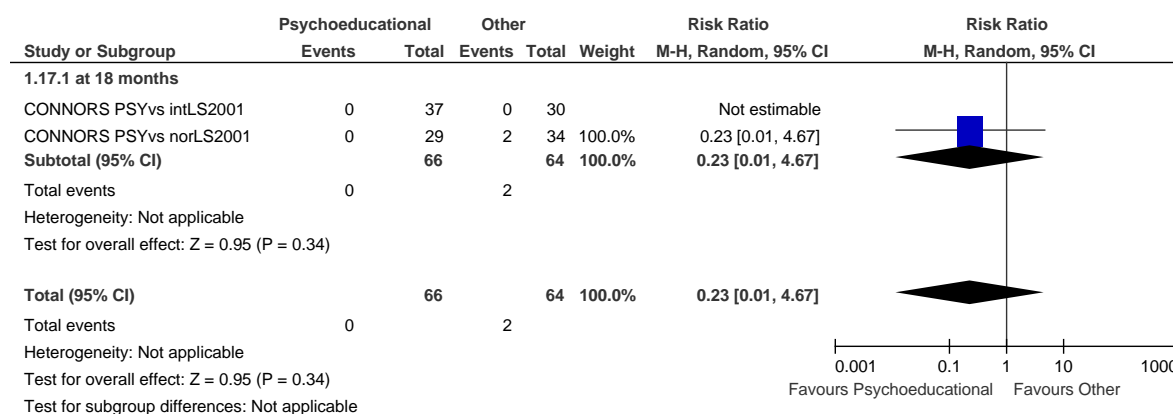 Psychoeducational Other Risk Ratio Risk Ratio
Study or Subgroup Events Total Events Total Weight M-H, Random, 95% CI M-H, Random, 95% CI
1.17.1 at 18 months
CONNORS PSYvs intLS2001 0 37 0 30 Not estimable
CONNORS PSYvs norLS2001 0 29 2 34 100.0% 0.23 [0.01, 4.67]
Subtotal (95% CI) 66 64 100.0% 0.23 [0.01, 4.67]
Total events 0 2
Heterogeneity: Not applicable
Test for overall effect: Z = 0.95 (P = 0.34)
Total (95% CI) 66 64 100.0% 0.23 [0.01, 4.67]
Total events 0 2
Heterogeneity: Not applicable
Test for overall effect: Z = 0.95 (P = 0.34)
Test for subgroup differences: Not applicable
0.001 0.1 1 10 1000
Favours Psychoeducational Favours Other